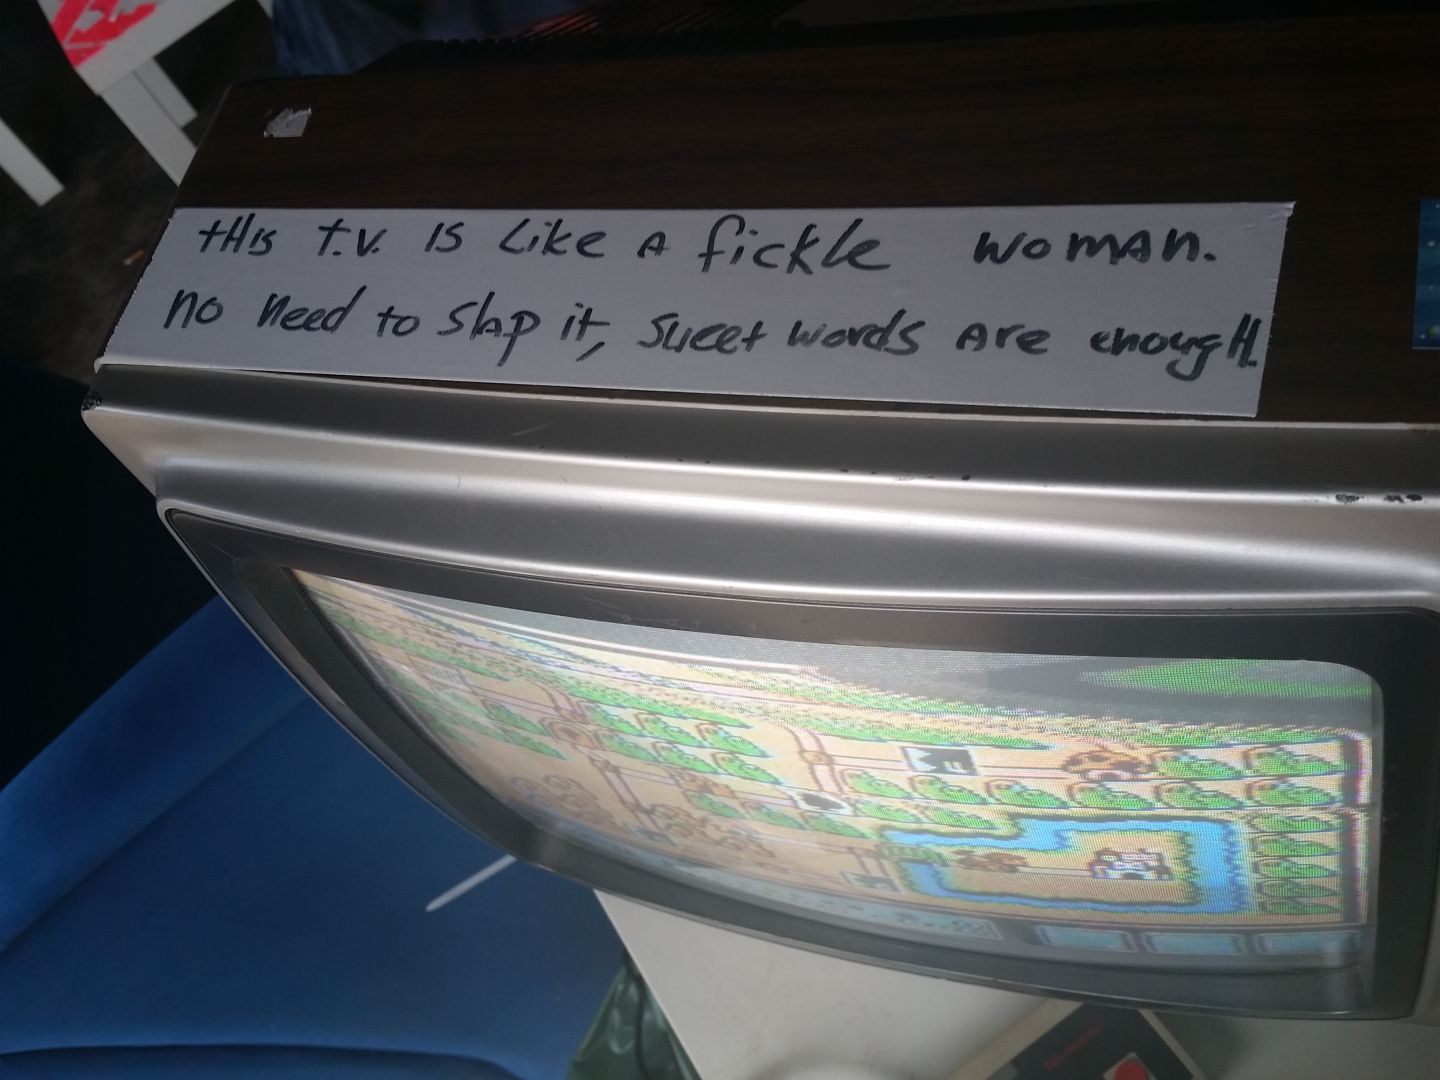 tHis t.v. IS Like A fickle woman.
no need to slap it, sweet words are enougH.